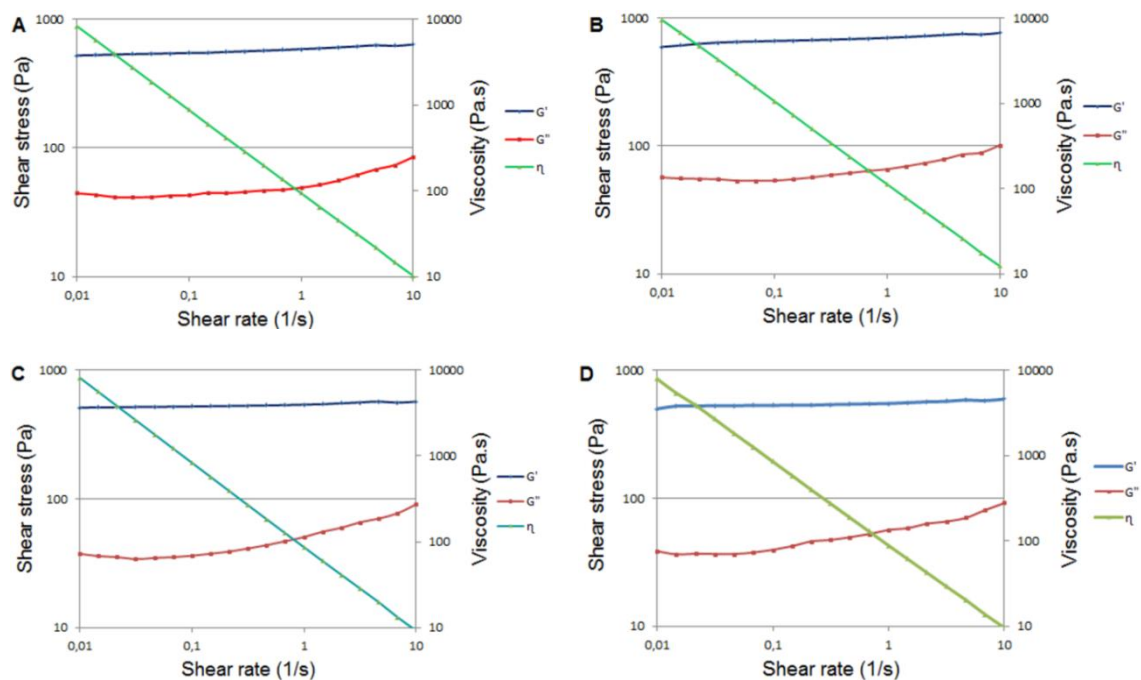 A
1000
100
10
Shear stress (Pa)
0,01
0,1
1
10
Shear rate (1/s)
10000
1000
100
10
Viscosity (Pa.s)
G'
G"
η
B
1000
100
10
Shear stress (Pa)
0,01
0,1
1
10
Shear rate (1/s)
10000
1000
100
10
Viscosity (Pa.s)
G'
G"
η
C
1000
100
10
Shear stress (Pa)
0,01
0,1
1
10
Shear rate (1/s)
10000
1000
100
10
Viscosity (Pa.s)
G'
G"
η
D
1000
100
10
Shear stress (Pa)
0,01
0,1
1
10
Shear rate (1/s)
10000
1000
100
10
Viscosity (Pa.s)
G'
G"
η